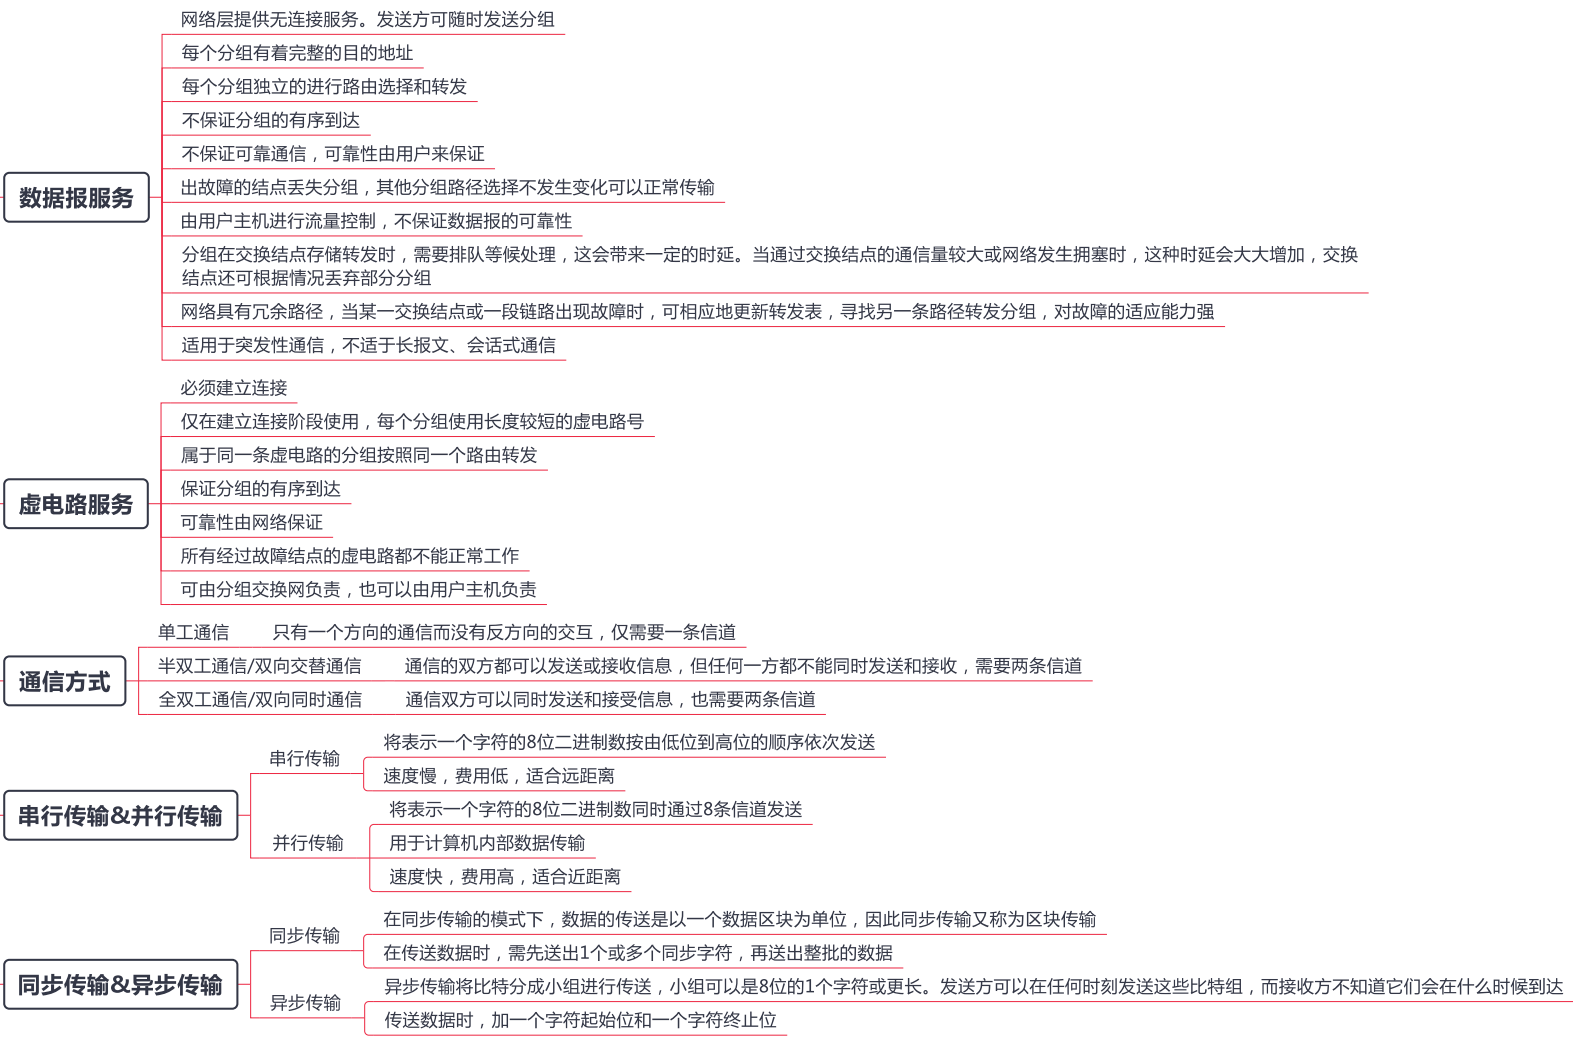 数据报服务
网络层提供无连接服务。发送方可随时发送分组
每个分组有着完整的目的地址
每个分组独立的进行路由选择和转发
不保证分组的有序到达
不保证可靠通信，可靠性由用户来保证
出故障的结点丢失分组，其他分组路径选择不发生变化可以正常传输
由用户主机进行流量控制，不保证数据报的可靠性
分组在交换结点存储转发时，需要排队等候处理，这会带来一定的时延。当通过交换结点的通信量较大或网络发生拥塞时，这种时延会大大增加，交换
结点还可根据情况丢弃部分分组
网络具有冗余路径，当某一交换结点或一段链路出现故障时，可相应地更新转发表，寻找另一条路径转发分组，对故障的适应能力强
适用于突发性通信，不适于长报文、会话式通信
虚电路服务
必须建立连接
仅在建立连接阶段使用，每个分组使用长度较短的虚电路号
属于同一条虚电路的分组按照同一个路由转发
保证分组的有序到达
可靠性由网络保证
所有经过故障结点的虚电路都不能正常工作
可由分组交换网负责，也可以由用户主机负责
通信方式
单工通信 只有一个方向的通信而没有反方向的交互，仅需要一条信道
半双工通信/双向交替通信 通信的双方都可以发送或接收信息，但任何一方都不能同时发送和接收，需要两条信道
全双工通信/双向同时通信 通信双方可以同时发送和接受信息，也需要两条信道
串行传输&并行传输
串行传输
将表示一个字符的8位二进制数按由低位到高位的顺序依次发送
速度慢，费用低，适合远距离
并行传输
将表示一个字符的8位二进制数同时通过8条信道发送
用于计算机内部数据传输
速度快，费用高，适合近距离
同步传输&异步传输
同步传输
在同步传输的模式下，数据的传送是以一个数据区块为单位，因此同步传输又称为区块传输
在传送数据时，需先送出1个或多个同步字符，再送出整批的数据
异步传输
异步传输将比特分成小组进行传送，小组可以是8位的1个字符或更长。发送方可以在任何时刻发送这些比特组，而接收方不知道它们会在什么时候到达
传送数据时，加一个字符起始位和一个字符终止位